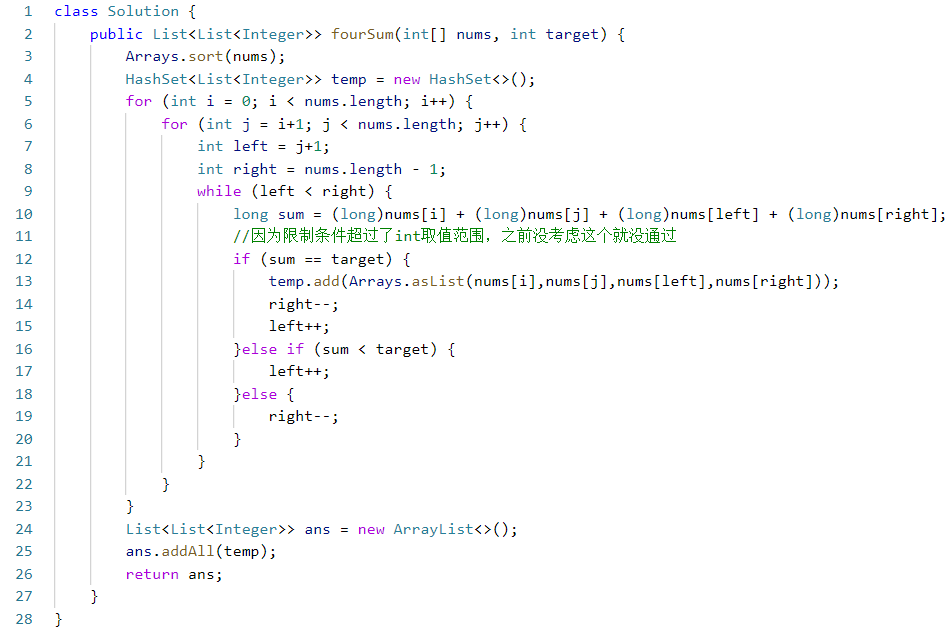 1 class Solution {
2     public List<List<Integer>> fourSum(int[] nums, int target) {
3         Arrays.sort(nums);
4         HashSet<List<Integer>> temp = new HashSet<>();
5         for (int i = 0; i < nums.length; i++) {
6             for (int j = i+1; j < nums.length; j++) {
7                 int left = j+1;
8                 int right = nums.length - 1;
9                 while (left < right) {
10                     long sum = (long)nums[i] + (long)nums[j] + (long)nums[left] + (long)nums[right];
11                     //因为限制条件超过了int取值范围，之前没考虑这个就没通过
12                     if (sum == target) {
13                         temp.add(Arrays.asList(nums[i],nums[j],nums[left],nums[right]));
14                         right--;
15                         left++;
16                     }else if (sum < target) {
17                         left++;
18                     }else {
19                         right--;
20                     }
21                 }
22             }
23         }
24         List<List<Integer>> ans = new ArrayList<>();
25         ans.addAll(temp);
26         return ans;
27     }
28 }